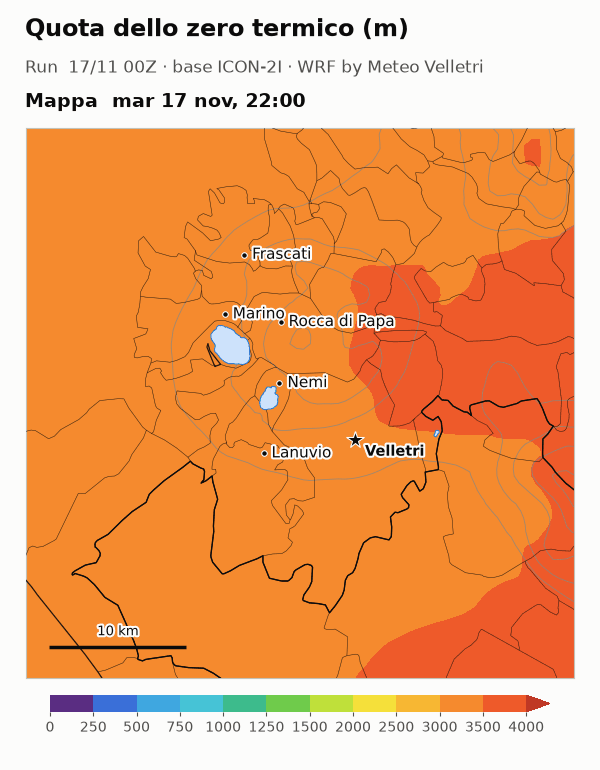 Quota dello zero termico (m)
Run  17/11 00Z · base ICON-2I · WRF by Meteo Velletri
Mappa  mar 17 nov, 22:00
Frascati
Marino
Rocca di Papa
Nemi
Velletri
Lanuvio
10 km
0 250 500 750 1000 1250 1500 2000 2500 3000 3500 4000